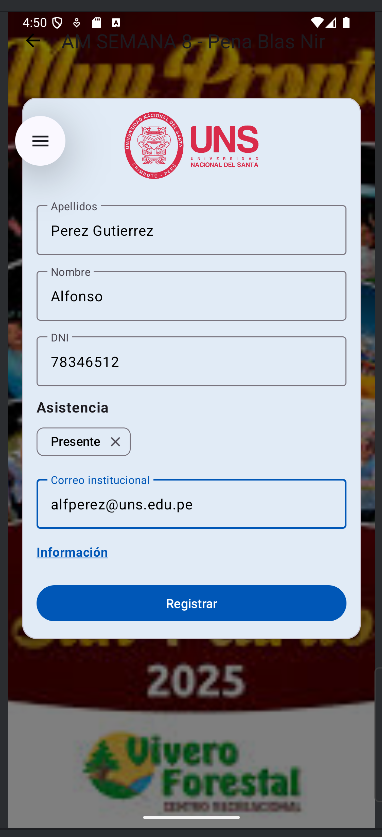 4:50
AM SEMANA 8 - Pena Blas Nir
Muy Pronto
UNS
UNIVERSIDAD
NACIONAL DEL SANTA
Apellidos
Perez Gutierrez
Nombre
Alfonso
DNI
78346512
Asistencia
Presente
Correo institucional
alfperez@uns.edu.pe
Información
Registrar
2025
Vivero
Forestal
CENTRO RECREACIONAL